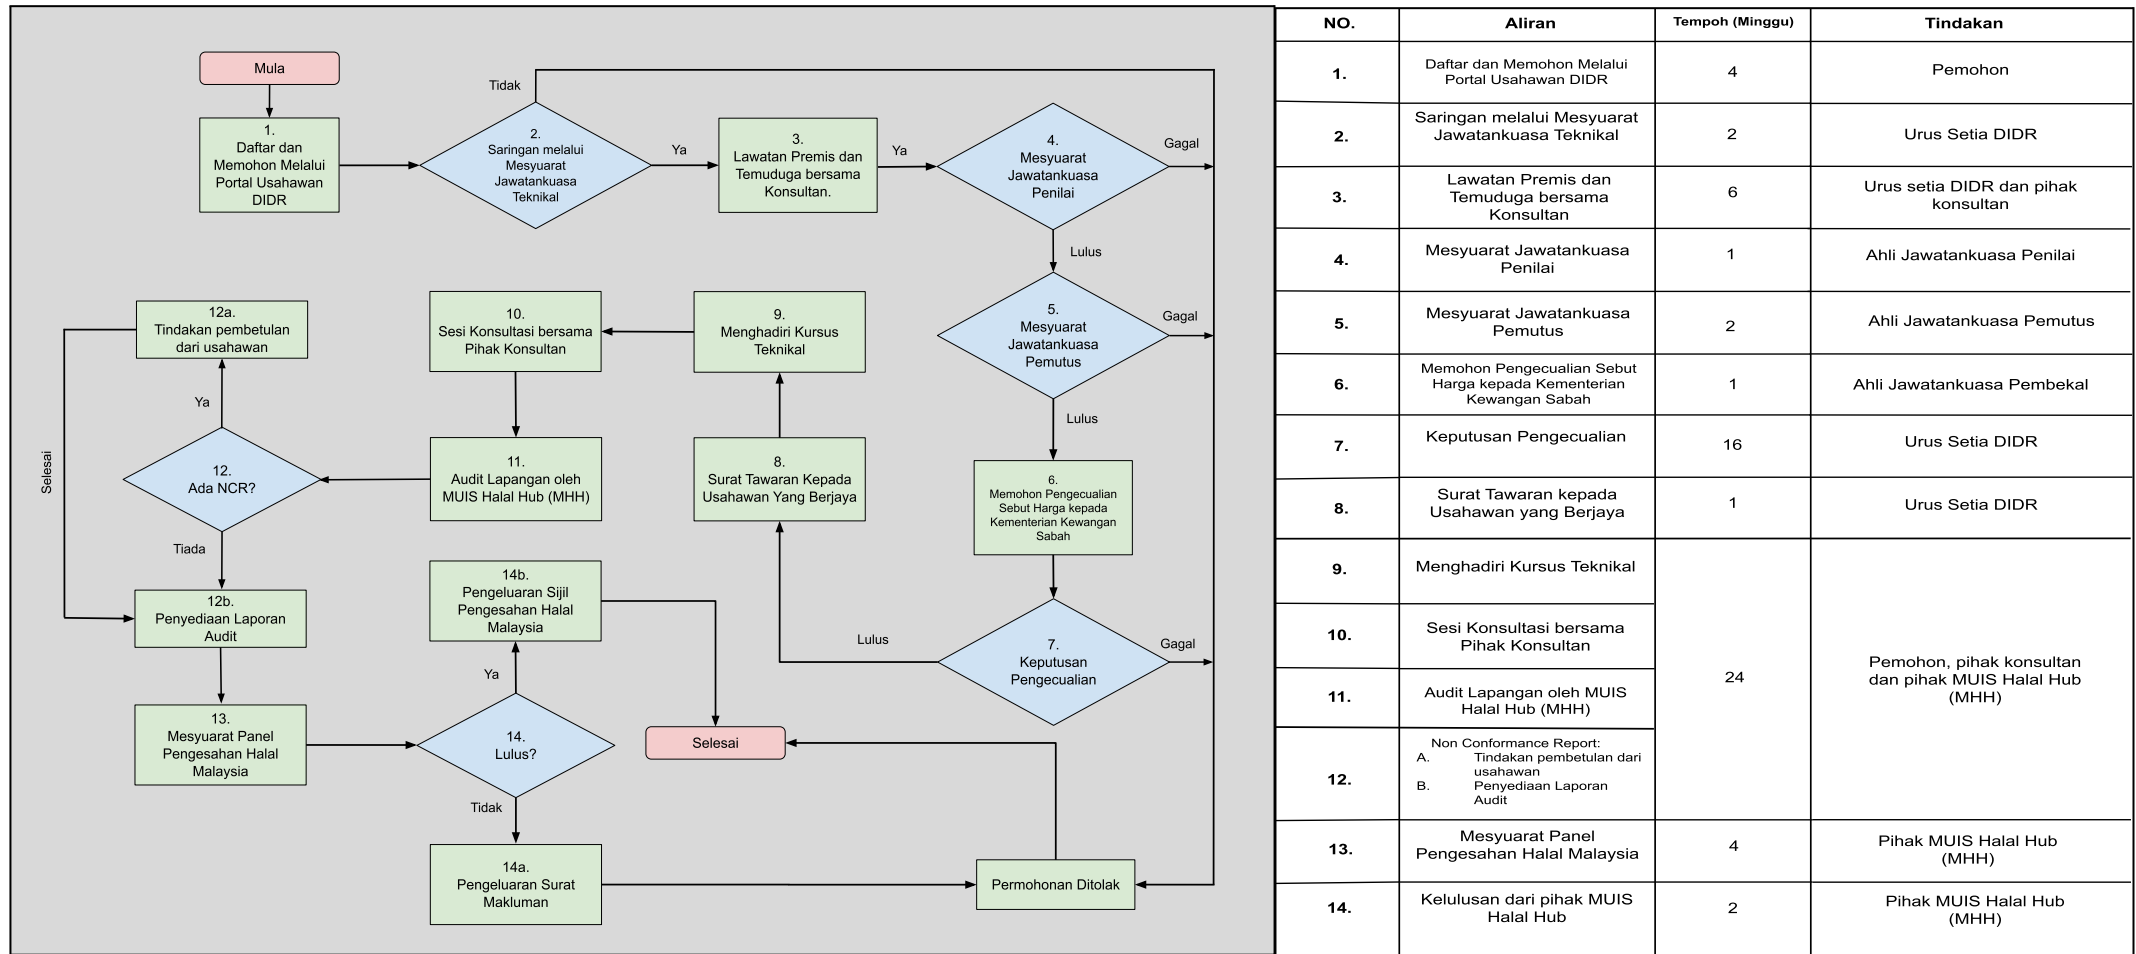 Mula
1.
Daftar dan
Memohon Melalui
Portal Usahawan
DIDR
Tidak
2.
Saringan melalui
Mesyuarat
Jawatankuasa
Teknikal
Ya
3.
Lawatan Premis dan
Temuduga bersama
Konsultan.
Ya
4.
Mesyuarat
Jawatankuasa
Penilai
Gagal
Lulus
5.
Mesyuarat
Jawatankuasa
Pemutus
Gagal
Lulus
6.
Memohon Pengecualian
Sebut Harga kepada
Kementerian Kewangan
Sabah
7.
Keputusan
Pengecualian
Gagal
Lulus
8.
Surat Tawaran Kepada
Usahawan Yang Berjaya
9.
Menghadiri Kursus
Teknikal
10.
Sesi Konsultasi bersama
Pihak Konsultan
11.
Audit Lapangan oleh
MUIS Halal Hub (MHH)
12.
Ada NCR?
Ya
12a.
Tindakan pembetulan
dari usahawan
Selesai
Tiada
12b.
Penyediaan Laporan
Audit
13.
Mesyuarat Panel
Pengesahan Halal
Malaysia
14.
Lulus?
Ya
14b.
Pengeluaran Sijil
Pengesahan Halal
Malaysia
Tidak
14a.
Pengeluaran Surat
Makluman
Permohonan Ditolak
Selesai
NO. Aliran Tempoh (Minggu) Tindakan
1. Daftar dan Memohon Melalui
Portal Usahawan DIDR 4 Pemohon
2. Saringan melalui Mesyuarat
Jawatankuasa Teknikal 2 Urus Setia DIDR
3. Lawatan Premis dan
Temuduga bersama
Konsultan 6 Urus setia DIDR dan pihak
konsultan
4. Mesyuarat Jawatankuasa
Penilai 1 Ahli Jawatankuasa Penilai
5. Mesyuarat Jawatankuasa
Pemutus 2 Ahli Jawatankuasa Pemutus
6. Memohon Pengecualian Sebut
Harga kepada Kementerian
Kewangan Sabah 1 Ahli Jawatankuasa Pembekal
7. Keputusan Pengecualian 16 Urus Setia DIDR
8. Surat Tawaran kepada
Usahawan yang Berjaya 1 Urus Setia DIDR
9. Menghadiri Kursus Teknikal
10. Sesi Konsultasi bersama
Pihak Konsultan
11. Audit Lapangan oleh MUIS
Halal Hub (MHH)
12. Non Conformance Report:
A. Tindakan pembetulan dari
usahawan
B. Penyediaan Laporan
Audit
24 Pemohon, pihak konsultan
dan pihak MUIS Halal Hub
(MHH)
13. Mesyuarat Panel
Pengesahan Halal Malaysia 4 Pihak MUIS Halal Hub
(MHH)
14. Kelulusan dari pihak MUIS
Halal Hub 2 Pihak MUIS Halal Hub
(MHH)